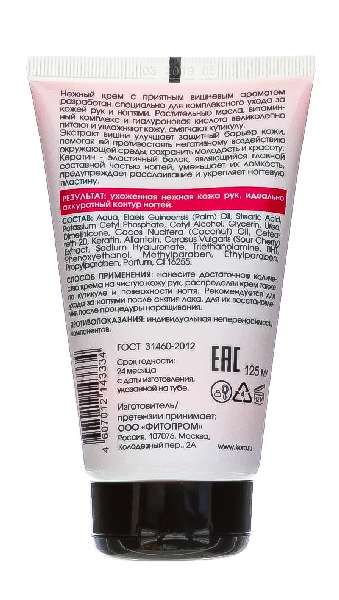 Нежный крем с приятным вишневым ароматом
разработан специально для комплексного ухода за
кожей рук и ногтями. Растительные масла, витамин-
ный комплекс и гиалуроновая кислота великолепно
питают и увлажняют кожу, смягчают кутикулу.
Экстракт вишни улучшает защитный барьер кожи,
помогая ей противостоять негативному воздействию
окружающей среды, сохранить молодость и красоту.
Кератин - эластичный белок, являющийся главной
составной частью ногтей, уменьшает их ломкость,
предупреждает расслаивание и укрепляет ногтевую
пластину.
РЕЗУЛЬТАТ: ухоженная нежная кожа рук, идеально
аккуратный контур ногтей.
СОСТАВ: Aqua, Elaeis Guineensis (Palm) Oil, Stearic Acid,
Potassium Cetyl Phosphate, Cetyl Alcohol, Glycerin, Urea,
Dimethicone, Cocos Nucifera (Coconut) Oil, Cetea-
reth 20, Keratin, Allantoin, Cerasus Vulgaris (Sour Cherry)
Extract, Sodium Hyaluronate, Triethanolamine, BHT,
Phenoxyethanol, Methylparaben, Ethylparaben,
Propylparaben, Parfum, CI 16255.
СПОСОБ ПРИМЕНЕНИЯ: нанесите достаточное количе-
ство крема на чистую кожу рук, распределяя крем также
по кутикуле и поверхности ногтя. Рекомендуется для
ухода за ногтями после снятия лака, для их восстановле-
ния после процедуры наращивания.
ПРОТИВОПОКАЗАНИЯ: индивидуальная непереносимость
компонентов.
ГОСТ 31460-2012
Срок годности:
24 месяца
с даты изготовления,
указанной на тубе.
EAC
125 мл
Изготовитель/
претензии принимает:
ООО «ФИТОПРОМ»
Россия, 107076, Москва,
Колодезный пер., 2А
4 607012 143334